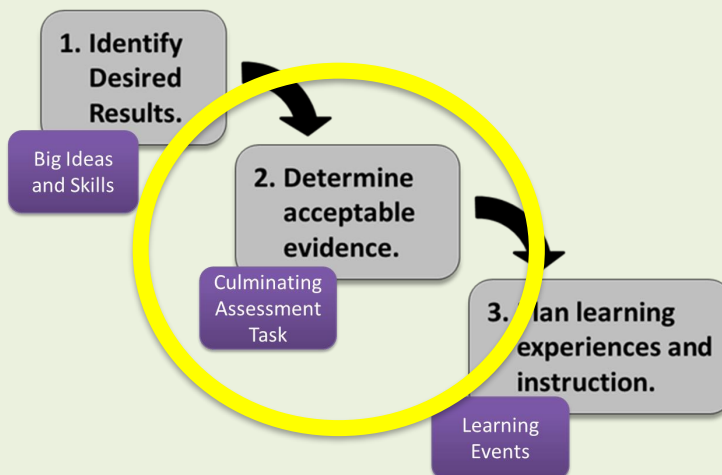 1. Identify
Desired
Results.
Big Ideas
and Skills
2. Determine
acceptable
evidence.
Culminating
Assessment
Task
3. Plan learning
experiences and
instruction.
Learning
Events